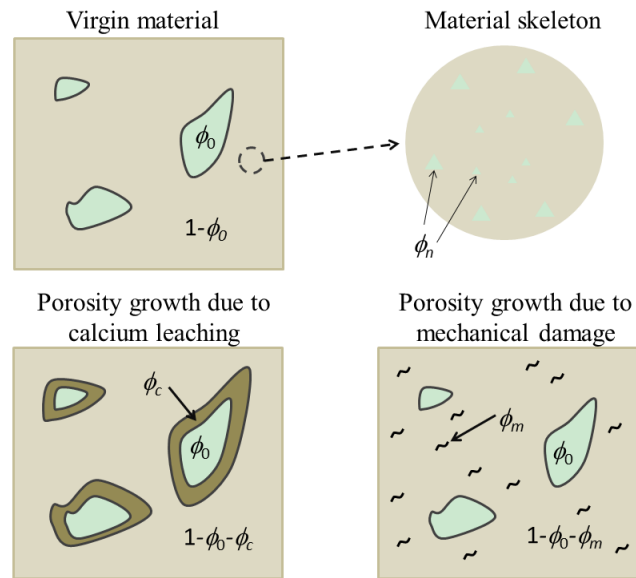 Virgin material
Material skeleton
ϕ0
1-ϕ0
ϕn
Porosity growth due to
calcium leaching
Porosity growth due to
mechanical damage
ϕc
ϕ0
1-ϕ0-ϕc
ϕm
ϕ0
1-ϕ0-ϕm